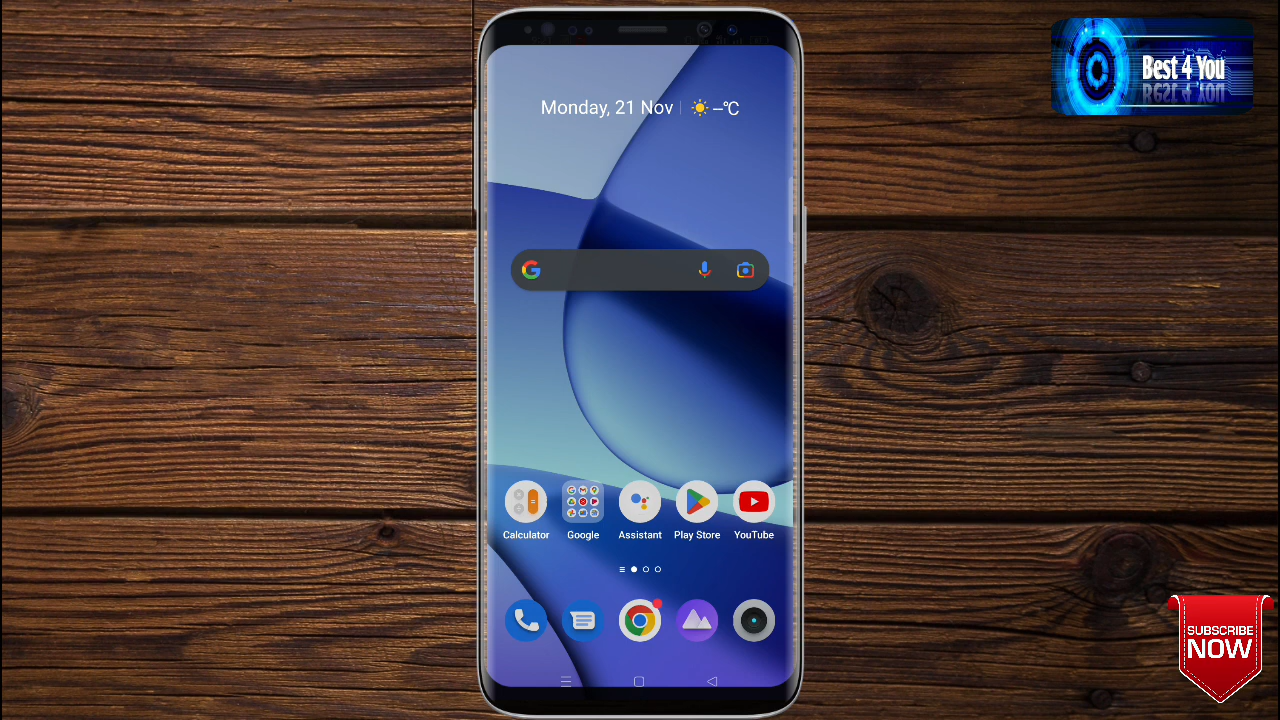 Best 4 You
Monday, 21 Nov
–°C
Calculator
Google
Assistant
Play Store
YouTube
SUBSCRIBE
NOW